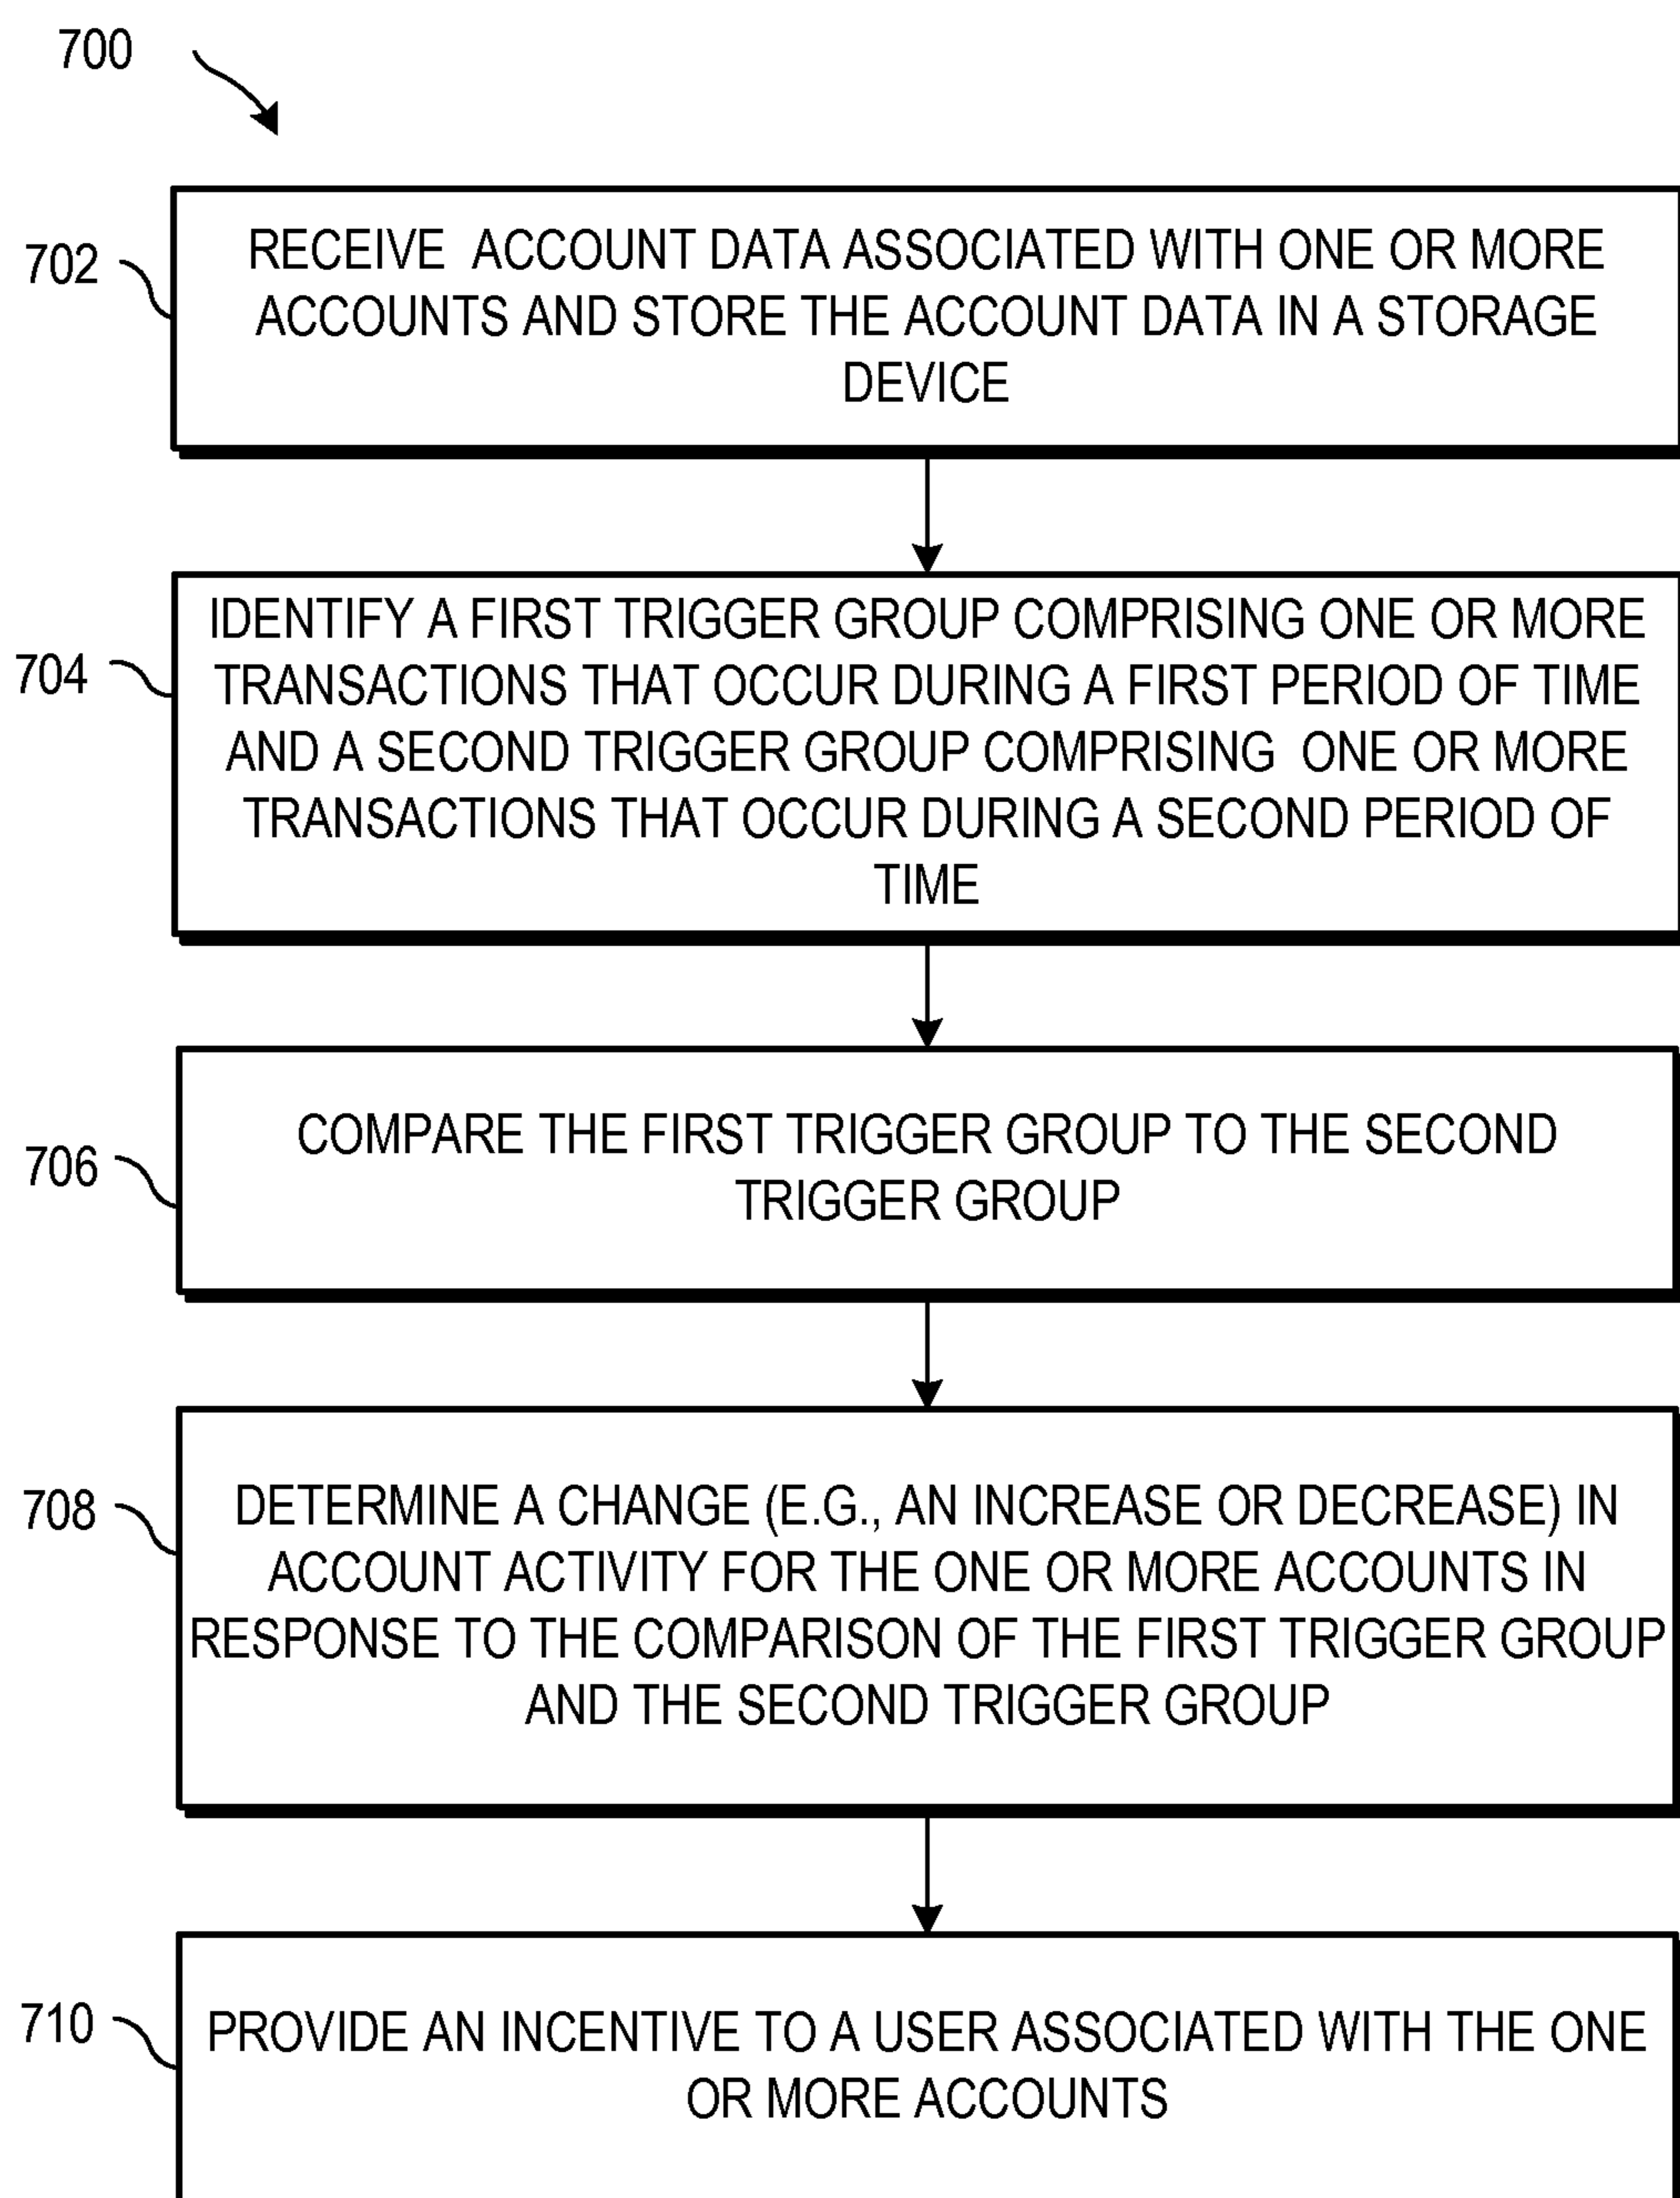 700
702
RECEIVE ACCOUNT DATA ASSOCIATED WITH ONE OR MORE
ACCOUNTS AND STORE THE ACCOUNT DATA IN A STORAGE
DEVICE
704
IDENTIFY A FIRST TRIGGER GROUP COMPRISING ONE OR MORE
TRANSACTIONS THAT OCCUR DURING A FIRST PERIOD OF TIME
AND A SECOND TRIGGER GROUP COMPRISING ONE OR MORE
TRANSACTIONS THAT OCCUR DURING A SECOND PERIOD OF
TIME
706
COMPARE THE FIRST TRIGGER GROUP TO THE SECOND
TRIGGER GROUP
708
DETERMINE A CHANGE (E.G., AN INCREASE OR DECREASE) IN
ACCOUNT ACTIVITY FOR THE ONE OR MORE ACCOUNTS IN
RESPONSE TO THE COMPARISON OF THE FIRST TRIGGER GROUP
AND THE SECOND TRIGGER GROUP
710
PROVIDE AN INCENTIVE TO A USER ASSOCIATED WITH THE ONE
OR MORE ACCOUNTS